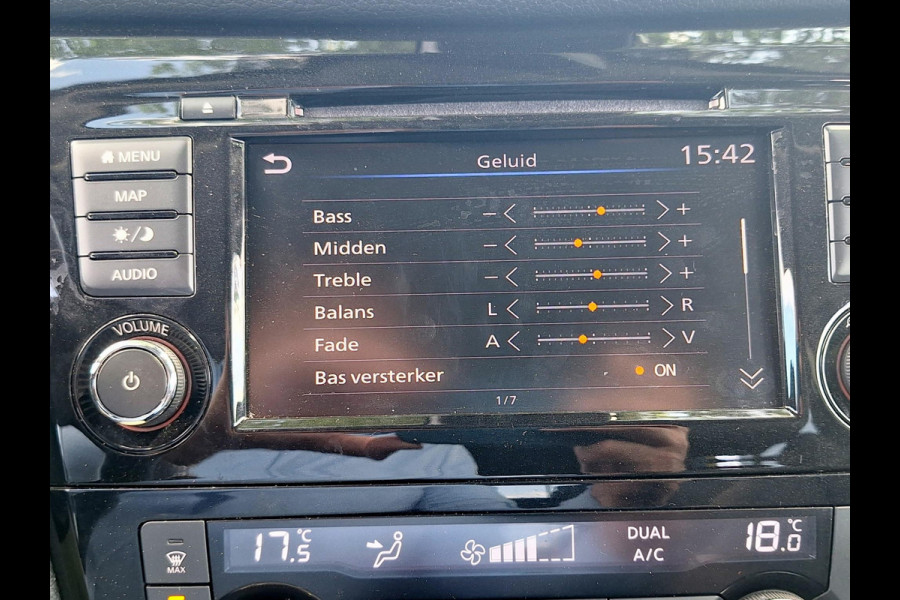 MENU
MAP
AUDIO
VOLUME
Geluid 15:42
Bass - +
Midden - +
Treble - +
Balans L R
Fade A V
Bas versterker ON
1/7
MAX
17.5°C
DUAL
A/C
18.0°C